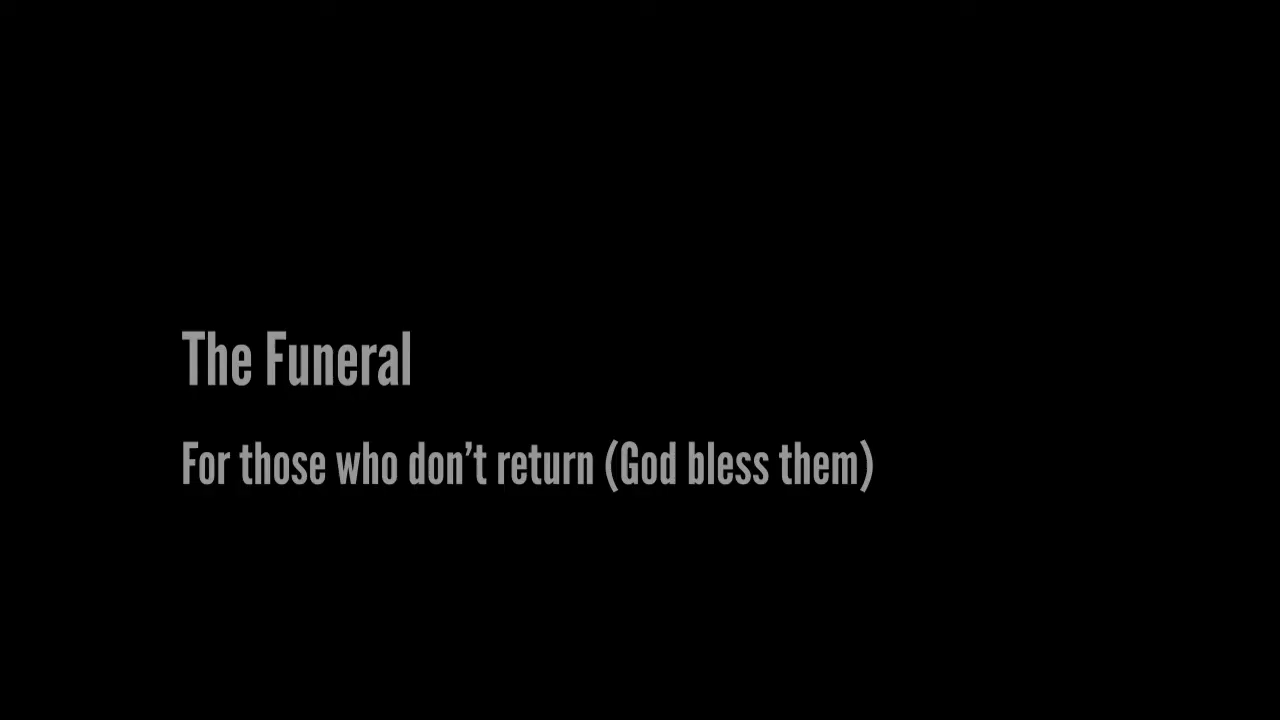 The Funeral
For those who don’t return (God bless them)